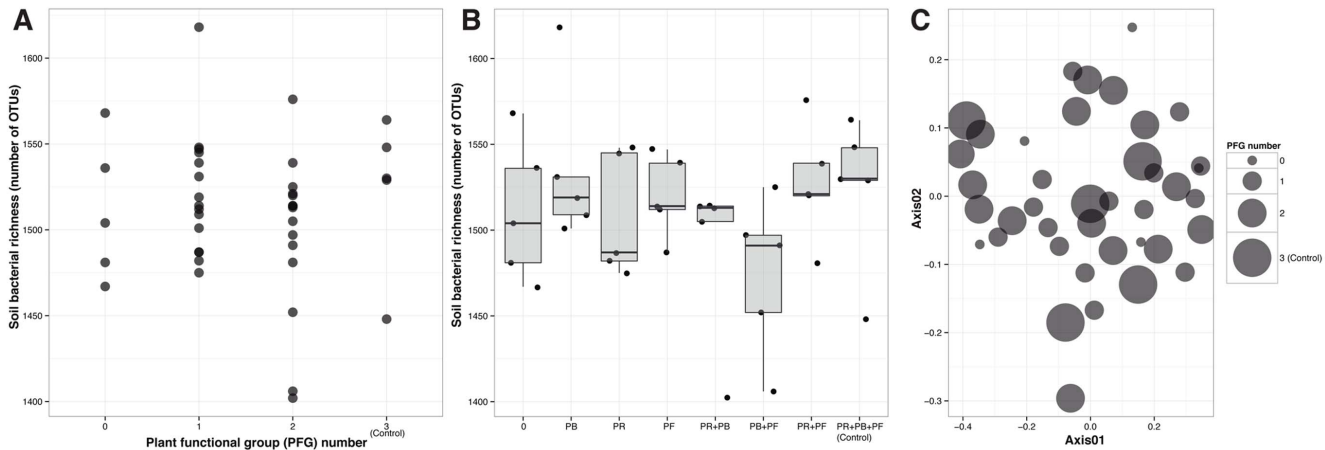 A
Soil bacterial richness (number of OTUs)
1600
1550
1500
1450
1400
0
1
2
3
(Control)
Plant functional group (PFG) number
B
Soil bacterial richness (number of OTUs)
1600
1550
1500
1450
1400
0
PB
PR
PF
PR+PB
PB+PF
PR+PF
PR+PB+PF
(Control)
C
Axis02
0.2
0.1
0.0
−0.1
−0.2
−0.3
−0.4
−0.2
0.0
0.2
Axis01
PFG number
0
1
2
3 (Control)